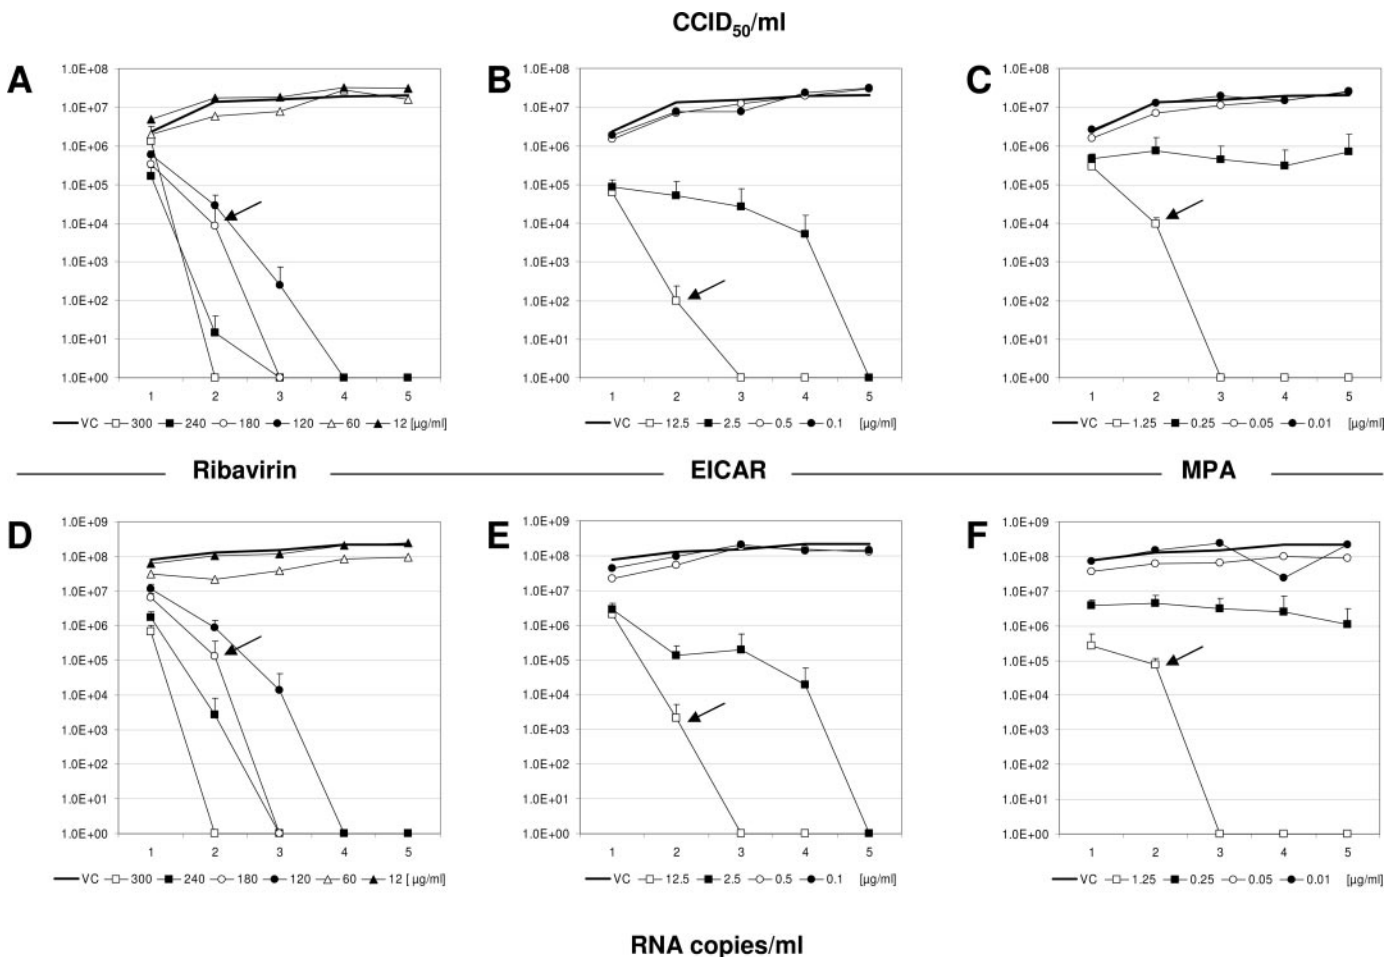 CCID50/ml
A
1.0E+08
1.0E+07
1.0E+06
1.0E+05
1.0E+04
1.0E+03
1.0E+02
1.0E+01
1.0E+00
1 2 3 4 5
VC 300 240 180 120 60 12 [µg/ml]
B
1.0E+08
1.0E+07
1.0E+06
1.0E+05
1.0E+04
1.0E+03
1.0E+02
1.0E+01
1.0E+00
1 2 3 4 5
VC 12.5 2.5 0.5 0.1 [µg/ml]
C
1.0E+08
1.0E+07
1.0E+06
1.0E+05
1.0E+04
1.0E+03
1.0E+02
1.0E+01
1.0E+00
1 2 3 4 5
VC 1.25 0.25 0.05 0.01 [µg/ml]
Ribavirin EICAR MPA
D
1.0E+09
1.0E+08
1.0E+07
1.0E+06
1.0E+05
1.0E+04
1.0E+03
1.0E+02
1.0E+01
1.0E+00
1 2 3 4 5
VC 300 240 180 120 60 12 [ µg/ml]
E
1.0E+09
1.0E+08
1.0E+07
1.0E+06
1.0E+05
1.0E+04
1.0E+03
1.0E+02
1.0E+01
1.0E+00
1 2 3 4 5
VC 12.5 2.5 0.5 0.1 [µg/ml]
F
1.0E+09
1.0E+08
1.0E+07
1.0E+06
1.0E+05
1.0E+04
1.0E+03
1.0E+02
1.0E+01
1.0E+00
1 2 3 4 5
VC 1.25 0.25 0.05 0.01 [µg/ml]
RNA copies/ml